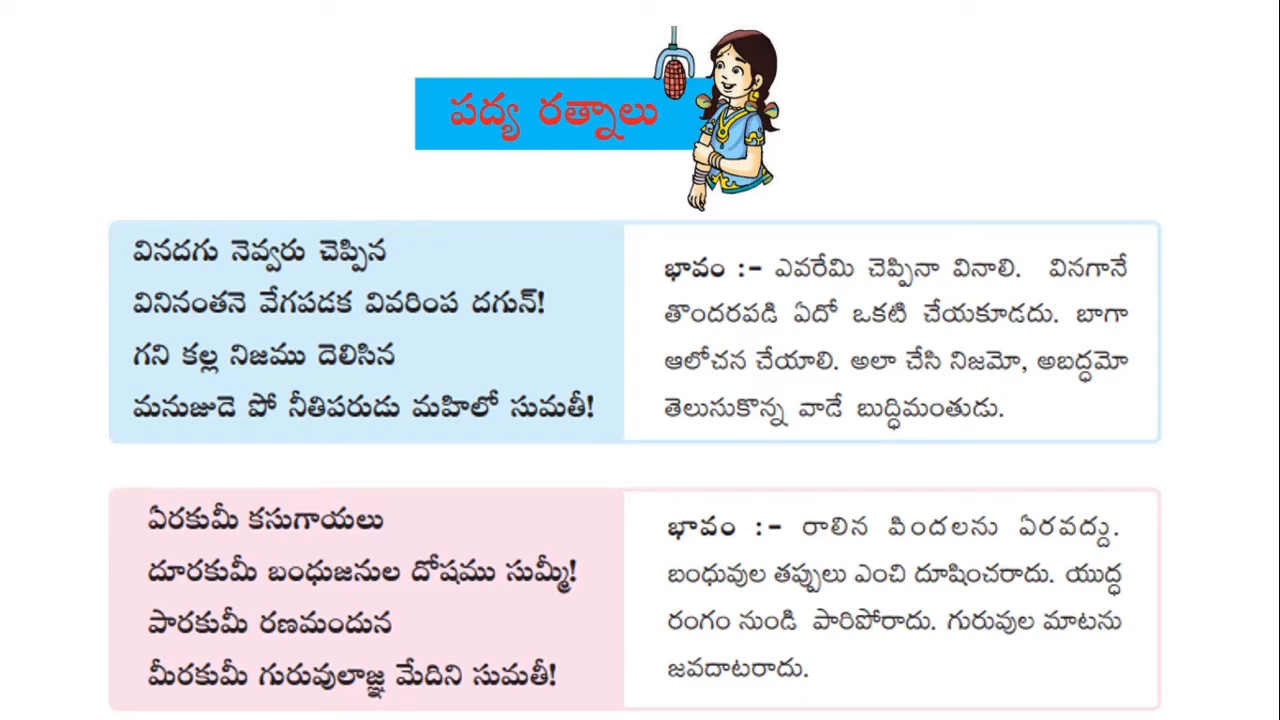 పద్య రత్నాలు
వినదగు నెవ్వరు చెప్పిన
వినినంతనె వేగపడక వివరింప దగున్!
గని కల్ల నిజము దెలిసిన
మనుజుడె పో నీతిపరుడు మహిలో సుమతీ!
భావం :- ఎవరేమి చెప్పినా వినాలి. వినగానే
తొందరపడి ఏదో ఒకటి చేయకూడదు. బాగా
ఆలోచన చేయాలి. అలా చేసి నిజమో, అబద్ధమో
తెలుసుకొన్న వాడే బుద్ధిమంతుడు.
ఏరకుమీ కసుగాయలు
దూరకుమీ బంధుజనుల దోషము సుమ్మీ!
పారకుమీ రణమందున
మీరకుమీ గురువులాజ్ఞ మేదిని సుమతీ!
భావం :- రాలిన పిందలను ఏరవద్దు.
బంధువుల తప్పులు ఎంచి దూషించరాదు. యుద్ధ
రంగం నుండి పారిపోరాదు. గురువుల మాటను
జవదాటరాదు.